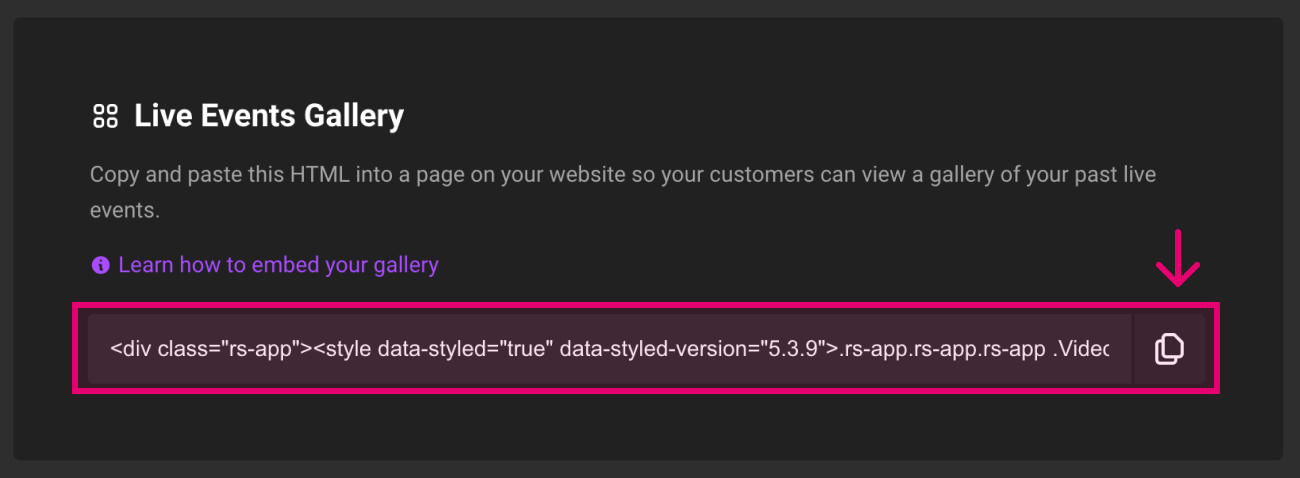 Live Events Gallery
Copy and paste this HTML into a page on your website so your customers can view a gallery of your past live
events.
Learn how to embed your gallery
<div class="rs-app"><style data-styled="true" data-styled-version="5.3.9">.rs-app.rs-app.rs-app .Video